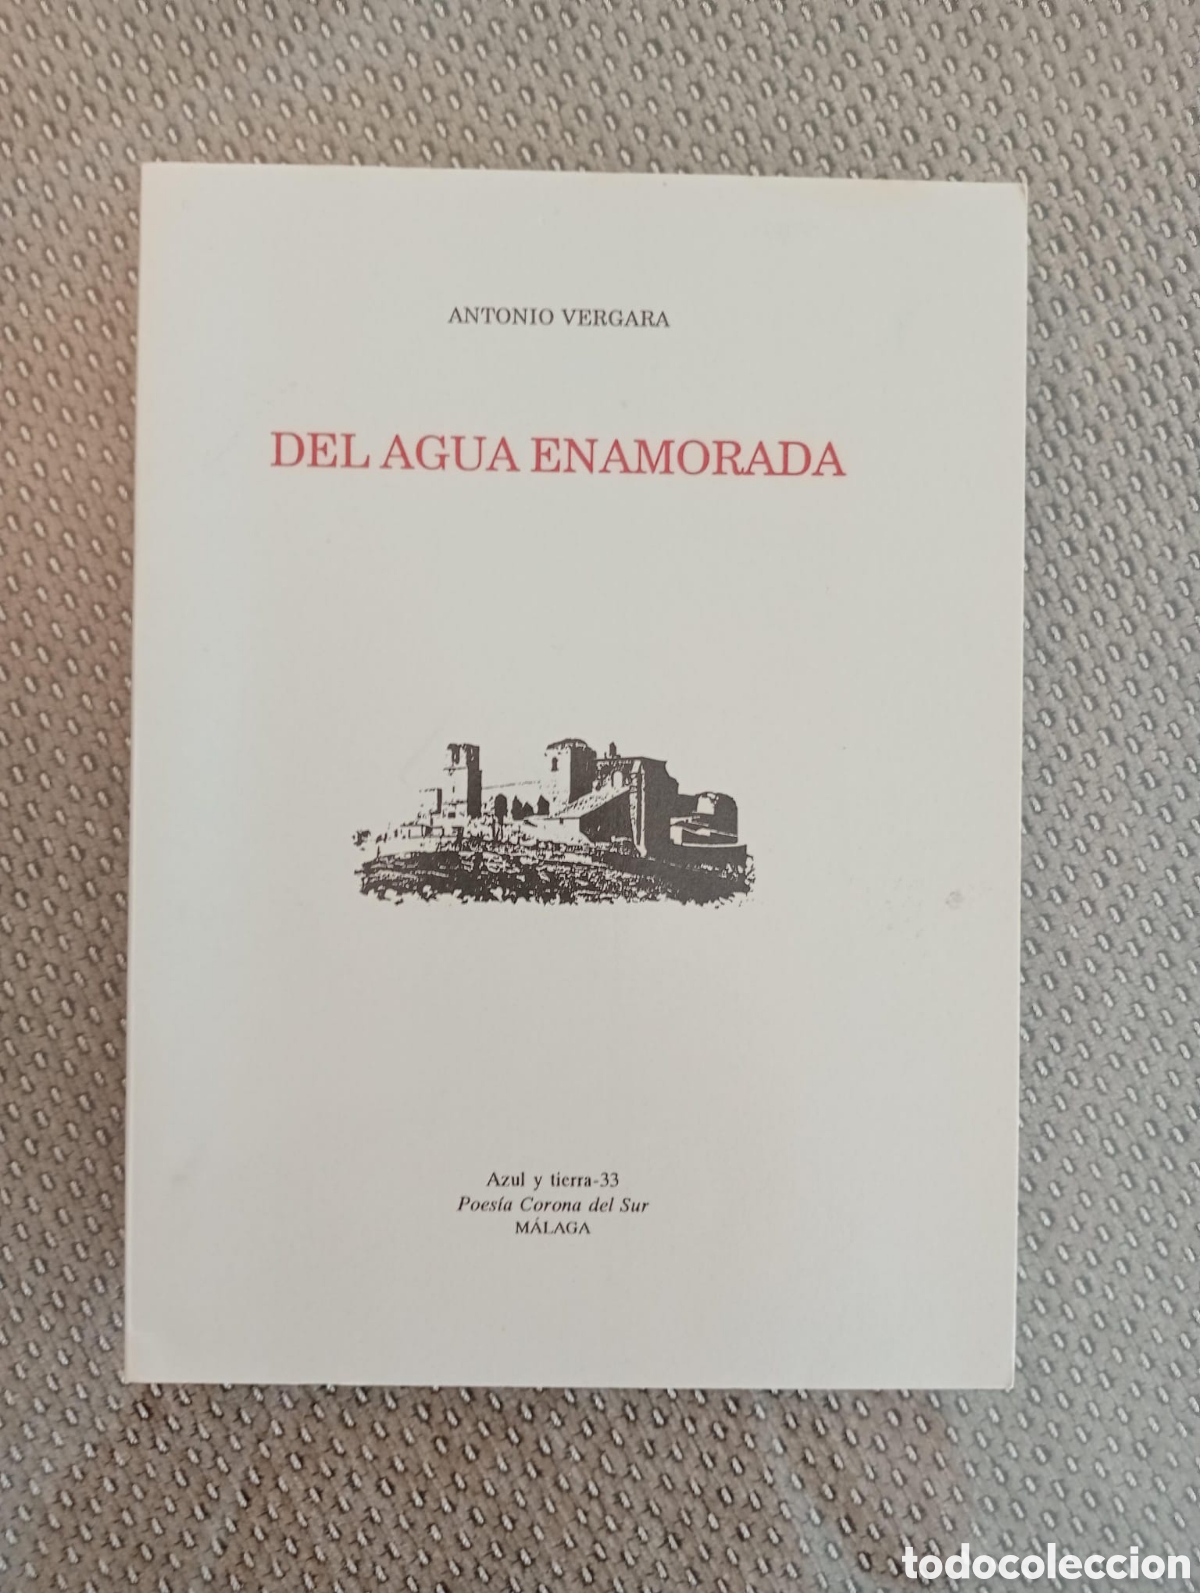 ANTONIO VERGARA
DEL AGUA ENAMORADA
Azul y tierra-33
Poesía Corona del Sur
MÁLAGA
todocoleccion